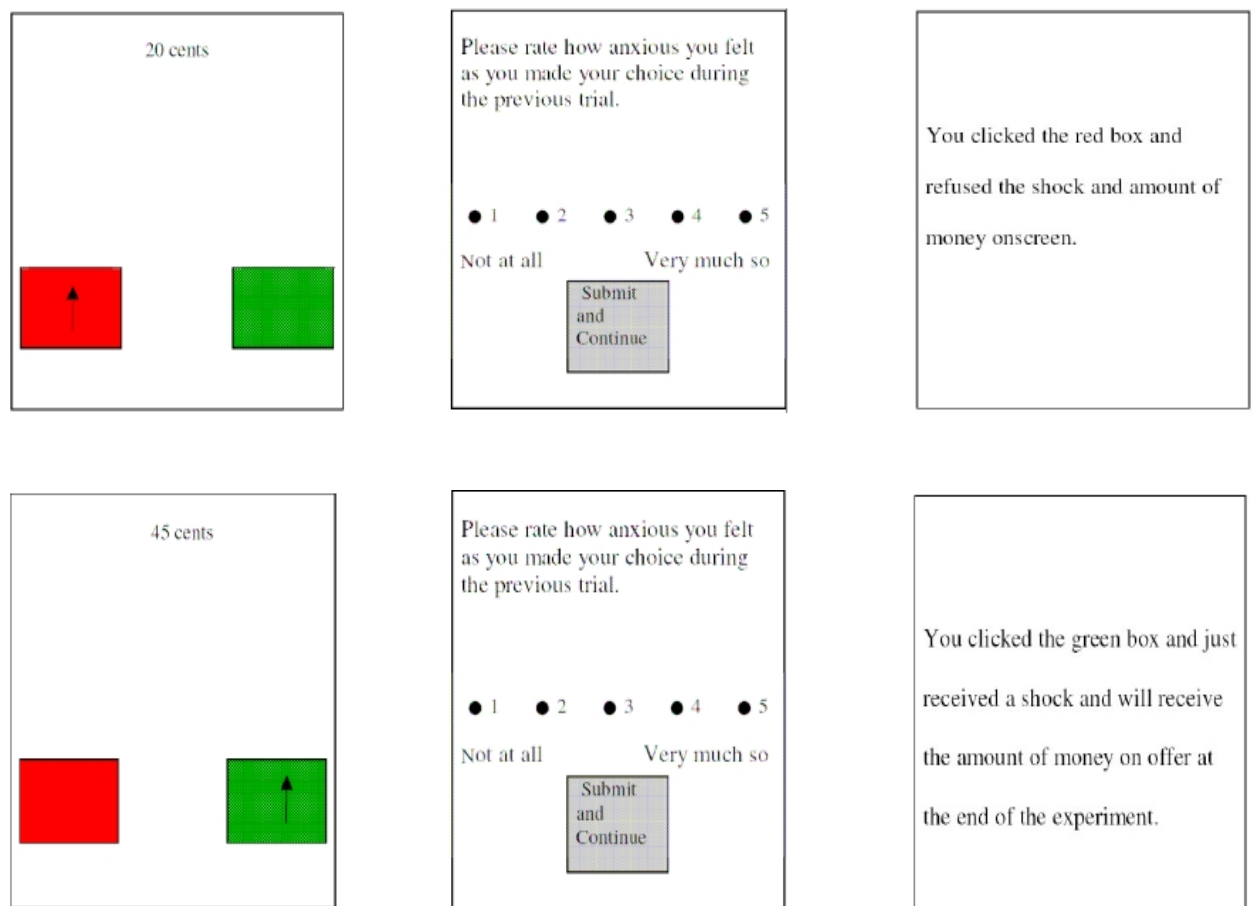 20 cents
Please rate how anxious you felt
as you made your choice during
the previous trial.
1 2 3 4 5
Not at all Very much so
Submit
and
Continue
You clicked the red box and
refused the shock and amount of
money onscreen.
45 cents
Please rate how anxious you felt
as you made your choice during
the previous trial.
1 2 3 4 5
Not at all Very much so
Submit
and
Continue
You clicked the green box and just
received a shock and will receive
the amount of money on offer at
the end of the experiment.